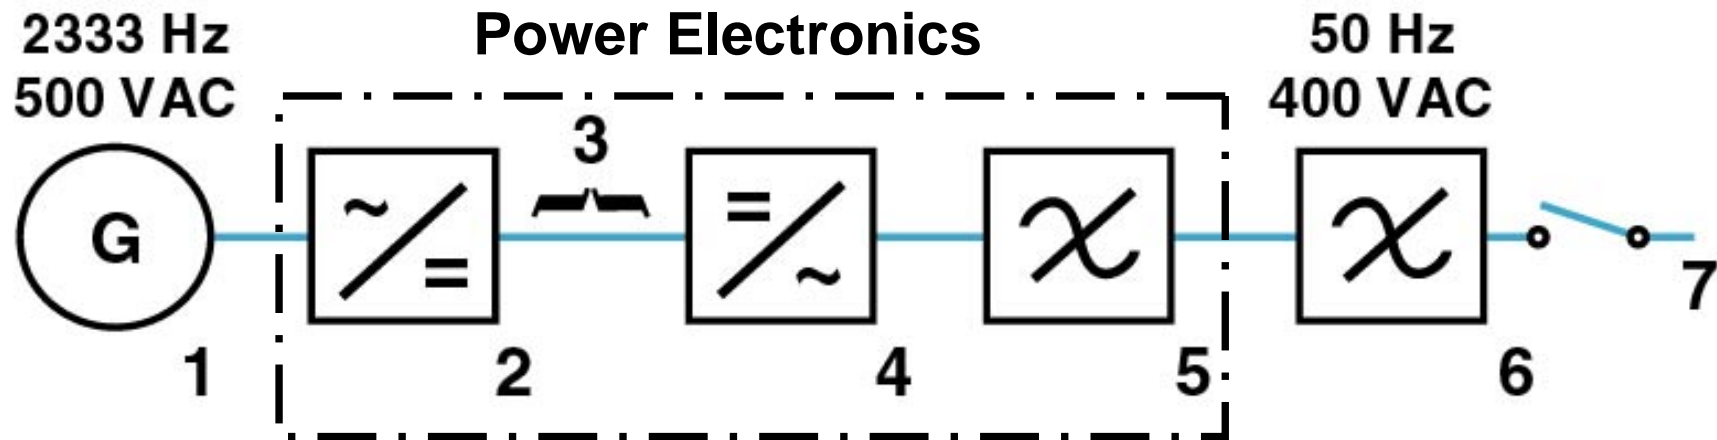 2333 Hz
500 VAC
Power Electronics
50 Hz
400 VAC
3
G
~
=
=
~
7
1
2
4
5
6